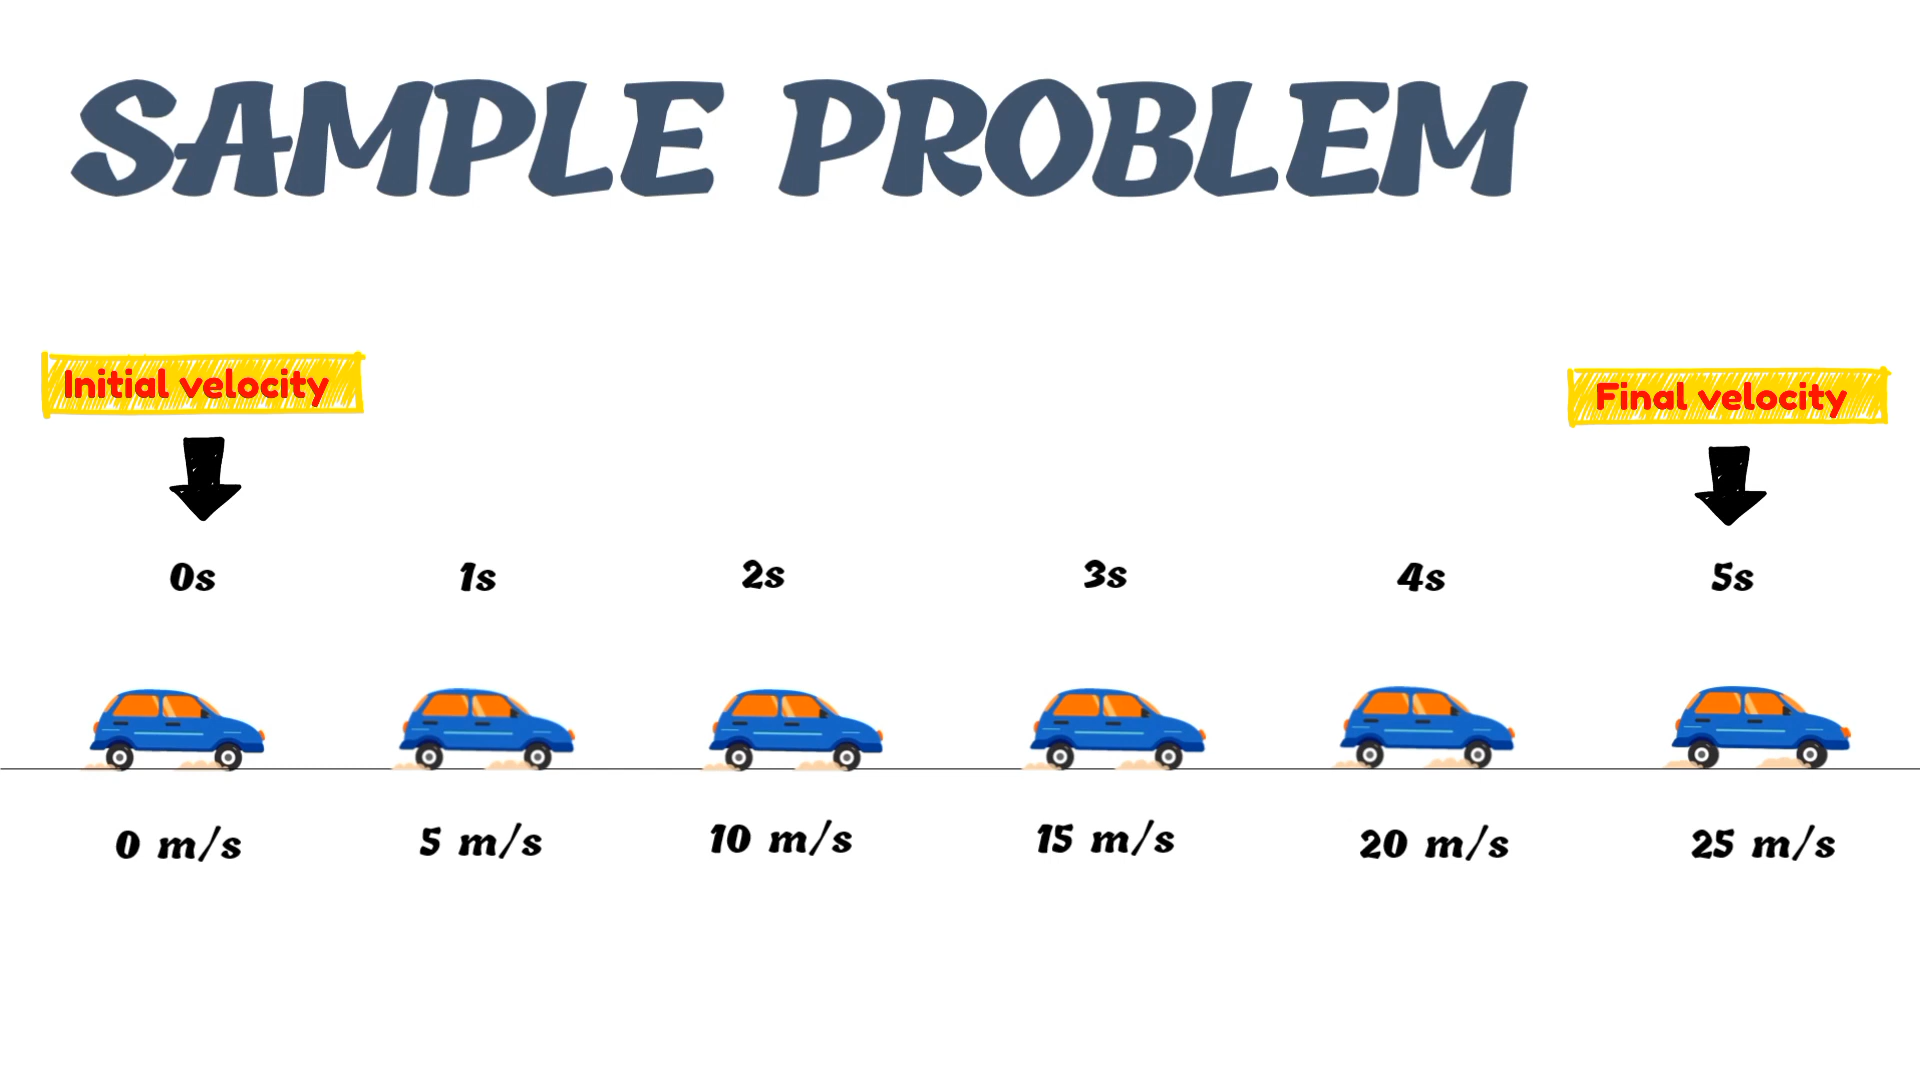 SAMPLE PROBLEM
Initial velocity
Final velocity
0s 1s 2s 3s 4s 5s
0 m/s 5 m/s 10 m/s 15 m/s 20 m/s 25 m/s